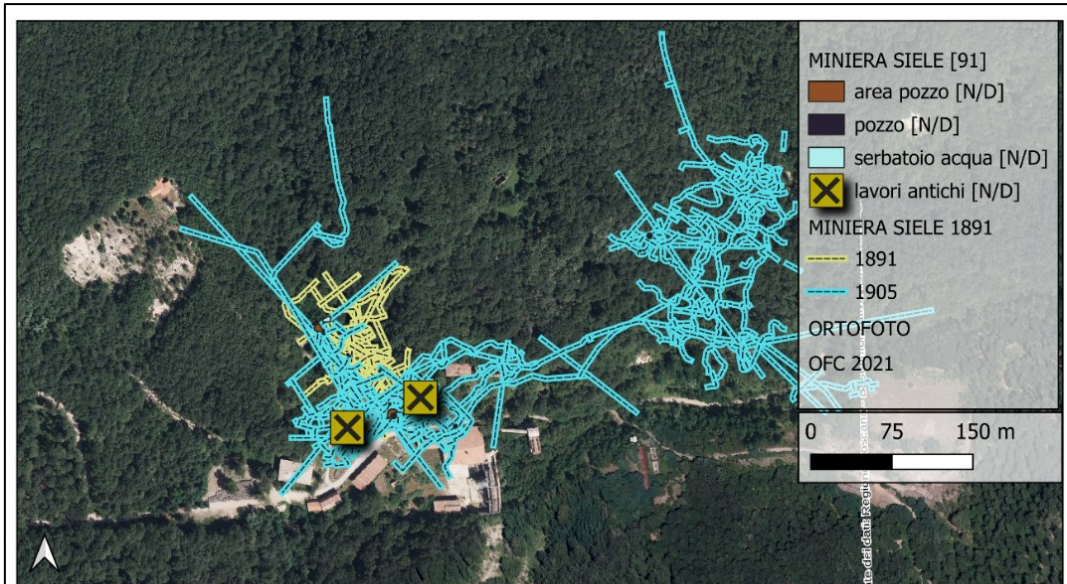 MINIERA SIELE [91]
area pozzo [N/D]
pozzo [N/D]
serbatoio acqua [N/D]
lavori antichi [N/D]
MINIERA SIELE 1891
1891
1905
ORTOFOTO
OFC 2021
0 75 150 m